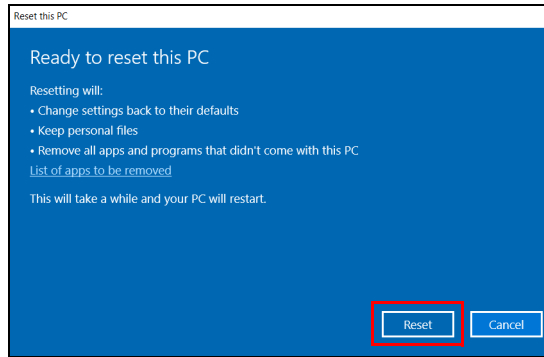 Reset this PC
Ready to reset this PC
Resetting will:
• Change settings back to their defaults
• Keep personal files
• Remove all apps and programs that didn't come with this PC
List of apps to be removed
This will take a while and your PC will restart.
Reset
Cancel